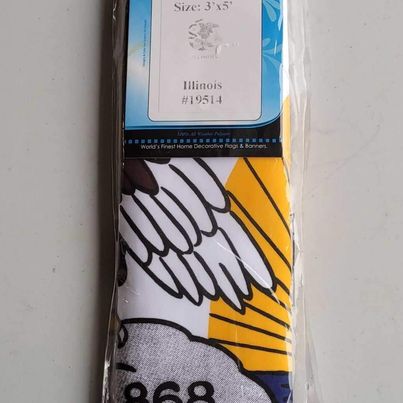 Size: 3'x5'
Illinois
#19514
World's Finest Home Decorative Flags & Banners.
868